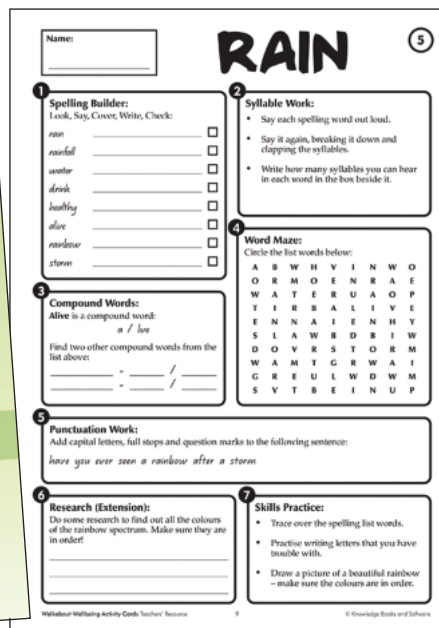 Name:
RAIN
5
1
Spelling Builder:
Look, Say, Cover, Write, Check:
rain
rainfall
water
drink
healthy
alive
rainbow
storm
2
Syllable Work:
• Say each spelling word out loud.
• Say it again, breaking it down and
clapping the syllables.
• Write how many syllables you can hear
in each word in the box beside it.
3
Compound Words:
Alive is a compound word:
a / live
Find two other compound words from the
list above:
- /
- /
4
Word Maze:
Circle the list words below:
A B W H V I N W O
O R M O E N R A E
W A T E R U A O P
T I R B A L I V E
E N N A I E N H Y
S L A W B D B I W
D O V R S T O R M
W A M T G R W A I
G R E U L W D W M
S V T B E I N U P
5
Punctuation Work:
Add capital letters, full stops and question marks to the following sentence:
have you ever seen a rainbow after a storm
6
Research (Extension):
Do some research to find out all the colours
of the rainbow spectrum. Make sure they are
in order!
7
Skills Practice:
• Trace over the spelling list words.
• Practise writing letters that you have
trouble with.
• Draw a picture of a beautiful rainbow
– make sure the colours are in order.
Walkabout Wellbeing Activity Cards Teachers' Resource
9
© Knowledge Books and Software